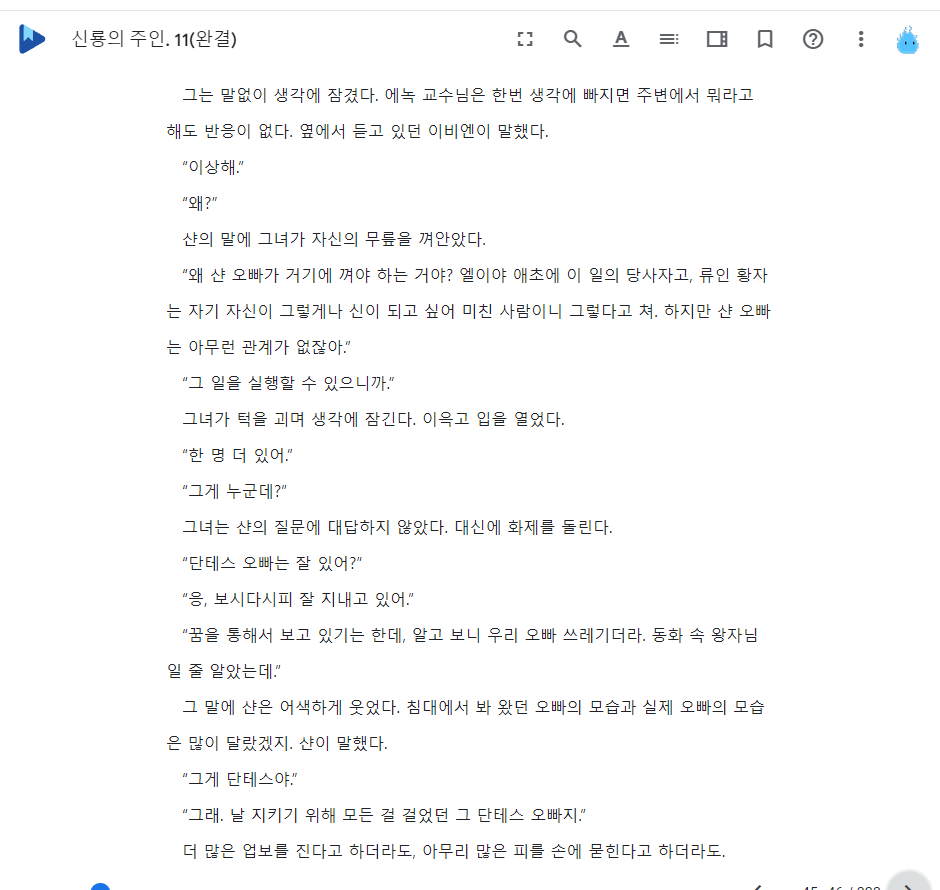 신룡의 주인. 11(완결)
그는 말없이 생각에 잠겼다. 에녹 교수님은 한번 생각에 빠지면 주변에서 뭐라고
해도 반응이 없다. 옆에서 듣고 있던 이비엔이 말했다.
“이상해.”
“왜?”
샨의 말에 그녀가 자신의 무릎을 껴안았다.
“왜 샨 오빠가 거기에 껴야 하는 거야? 엘이야 애초에 이 일의 당사자고, 류인 황자
는 자기 자신이 그렇게나 신이 되고 싶어 미친 사람이니 그렇다고 쳐. 하지만 샨 오빠
는 아무런 관계가 없잖아.”
“그 일을 실행할 수 있으니까.”
그녀가 턱을 괴며 생각에 잠긴다. 이윽고 입을 열었다.
“한 명 더 있어.”
“그게 누군데?”
그녀는 샨의 질문에 대답하지 않았다. 대신에 화제를 돌린다.
“단테스 오빠는 잘 있어?“
“응, 보시다시피 잘 지내고 있어.”
“꿈을 통해서 보고 있기는 한데, 알고 보니 우리 오빠 쓰레기더라. 동화 속 왕자님
일 줄 알았는데.”
그 말에 샨은 어색하게 웃었다. 침대에서 봐 왔던 오빠의 모습과 실제 오빠의 모습
은 많이 달랐겠지. 샨이 말했다.
“그게 단테스야.”
“그래. 날 지키기 위해 모든 걸 걸었던 그 단테스 오빠지.”
더 많은 업보를 진다고 하더라도, 아무리 많은 피를 손에 묻힌다고 하더라도.